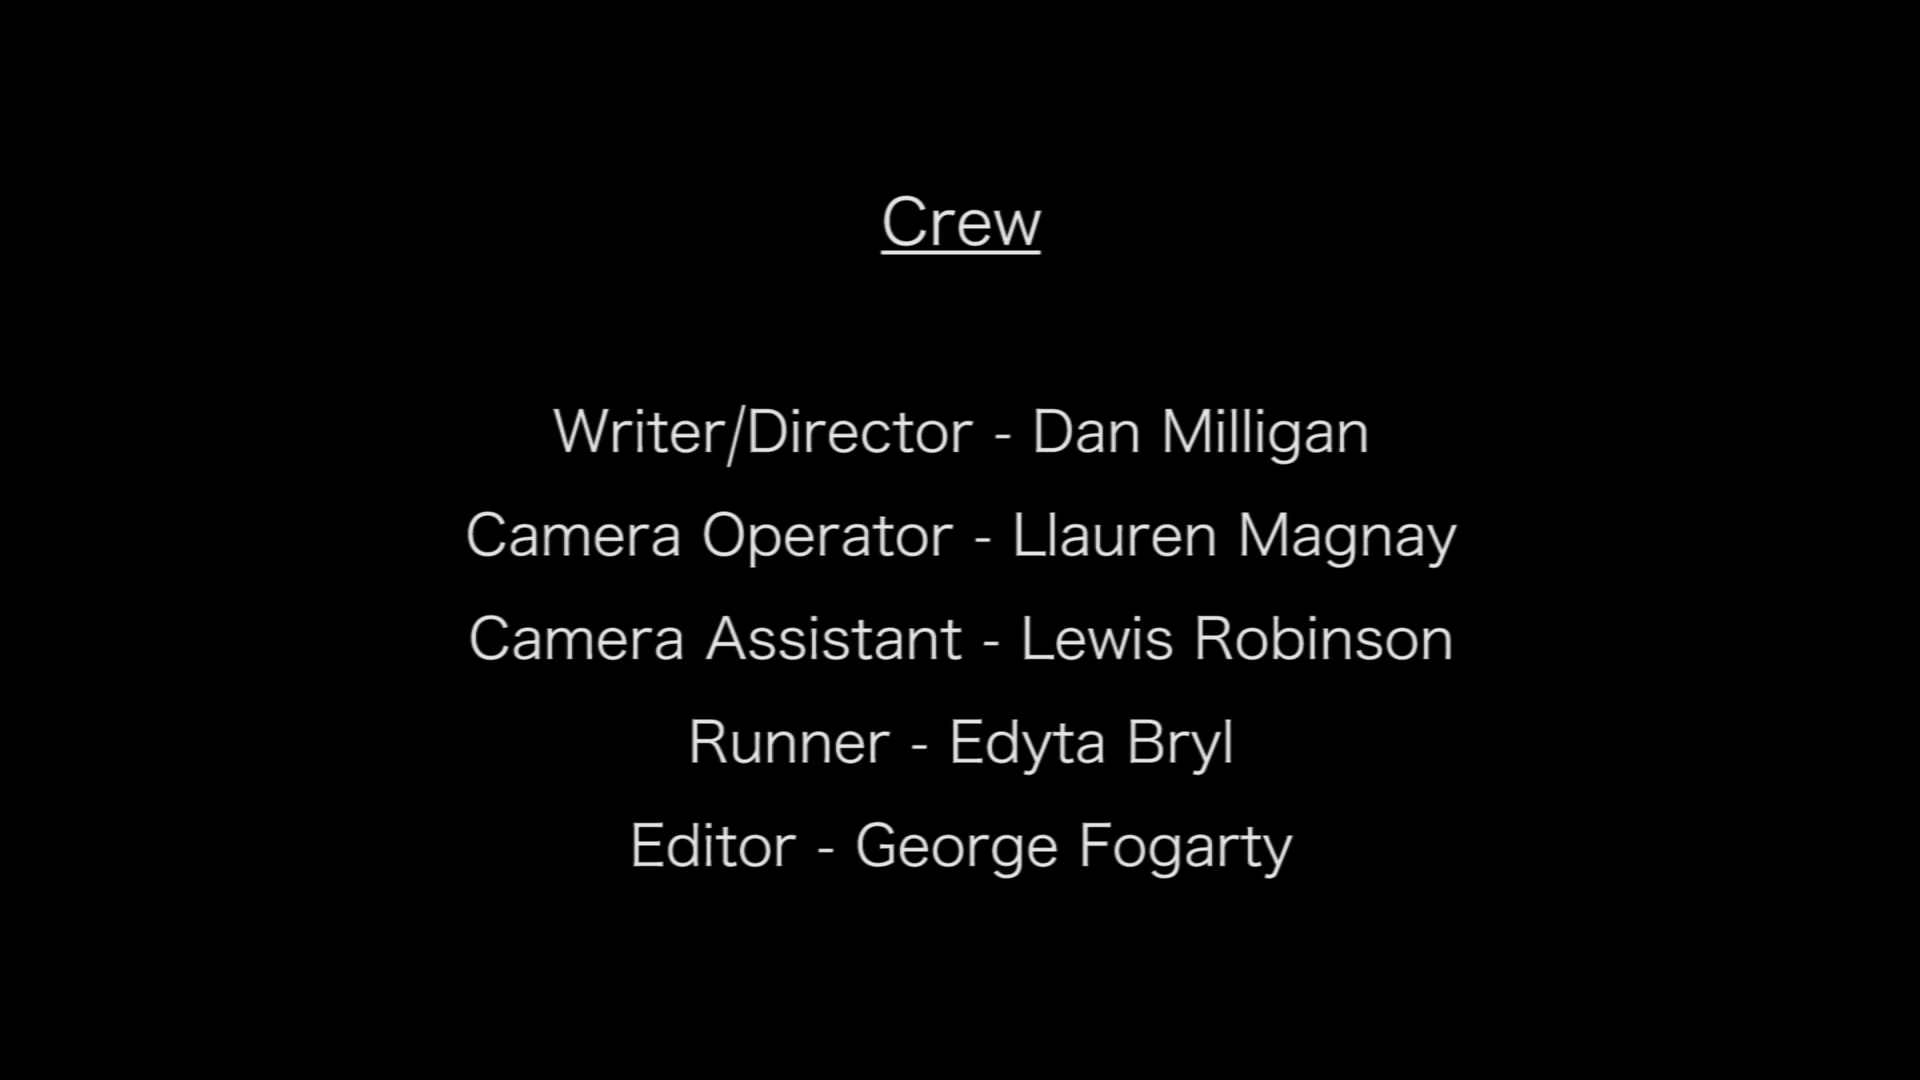 Crew
Writer/Director - Dan Milligan
Camera Operator - Llauren Magnay
Camera Assistant - Lewis Robinson
Runner - Edyta Bryl
Editor - George Fogarty